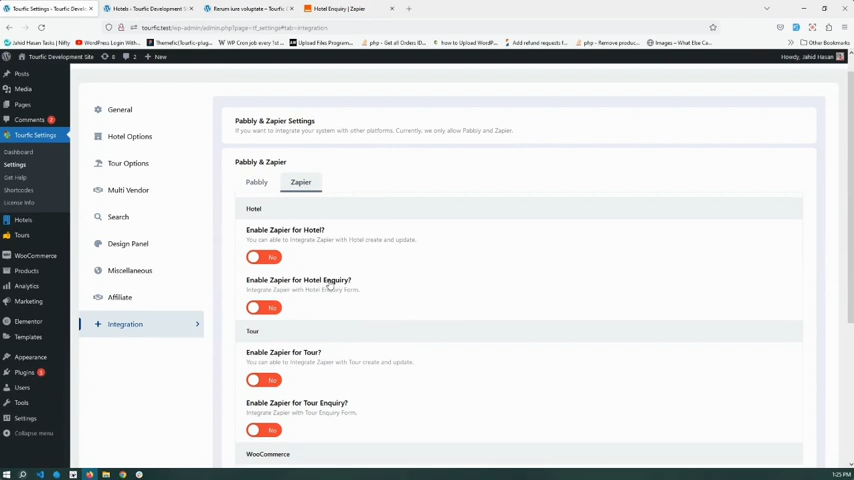 Tourfic Settings ‹ Tourfic Devel
Hotels ‹ Tourfic Development S
Rerum iure voluptate – Tourfic
Hotel Enquiry | Zapier
tourfic.test/wp-admin/admin.php?page=tf_settings#tab=integration
Jahid Hasan Tasks | Nifty
WordPress Login With...
Themefic(Tourfic-plug...
WP Cron job every 1st ...
Upload Files Program...
php - Get all Orders ID...
how to Upload WordP...
Add refund requests f...
php - Remove produc...
Images – What Else Ca...
Other Bookmarks
Tourfic Development Site
8
2
New
Howdy, Jahid Hasan
Posts
Media
Pages
Comments 2
Tourfic Settings
Dashboard
Settings
Get Help
Shortcodes
License Info
Hotels
Tours
WooCommerce
Products
Analytics
Marketing
Elementor
Templates
Appearance
Plugins
Users
Tools
Settings
Collapse menu
General
Hotel Options
Tour Options
Multi Vendor
Search
Design Panel
Miscellaneous
Affiliate
Integration
Pabbly & Zapier Settings
If you want to integrate your system with other platforms. Currently, we only allow Pabbly and Zapier.
Pabbly & Zapier
Pabbly
Zapier
Hotel
Enable Zapier for Hotel?
You can able to Integrate Zapier with Hotel create and update.
No
Enable Zapier for Hotel Enquiry?
Integrate Zapier with Hotel Enquiry Form.
No
Tour
Enable Zapier for Tour?
You can able to Integrate Zapier with Tour create and update.
No
Enable Zapier for Tour Enquiry?
Integrate Zapier with Tour Enquiry Form.
No
WooCommerce
1:25 PM